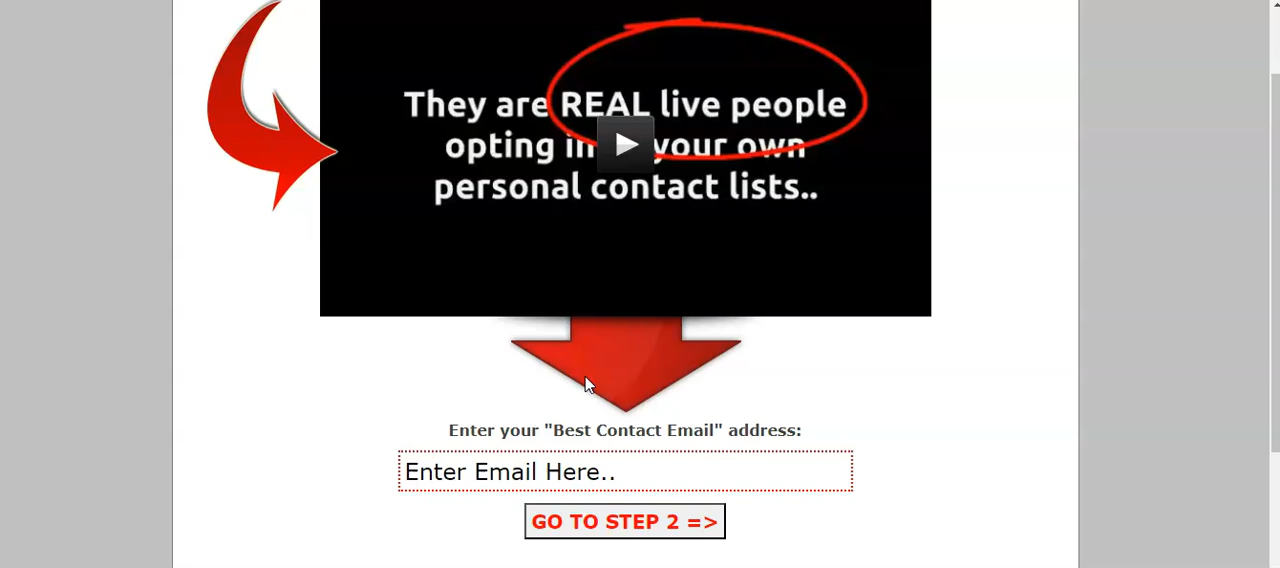 They are REAL live people
opting in your own
personal contact lists..
Enter your "Best Contact Email" address:
Enter Email Here..
GO TO STEP 2 =>